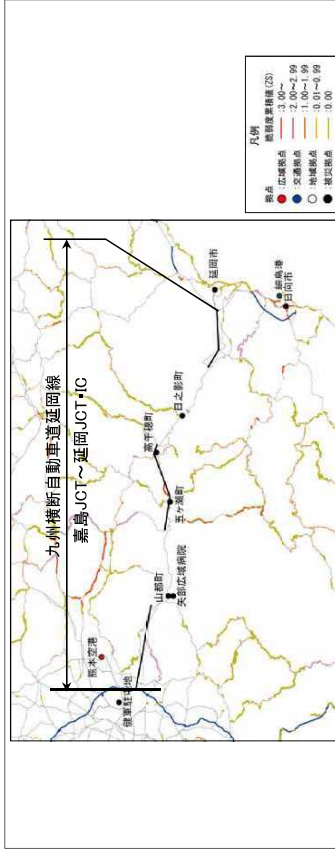 九州横断自動車道延岡線
嘉島JCT～延岡JCT・IC
熊本空港
健軍駐屯地
山都町
矢部広域病院
五ヶ瀬町
高千穂町
日之影町
延岡市
細島港
日向市
凡例
拠点
脆弱度累積値(ΣS)
:広域拠点
:3.00～
:交通拠点
:2.00～2.99
:地域拠点
:1.00～1.99
:被災拠点
:0.01～0.99
:0.00